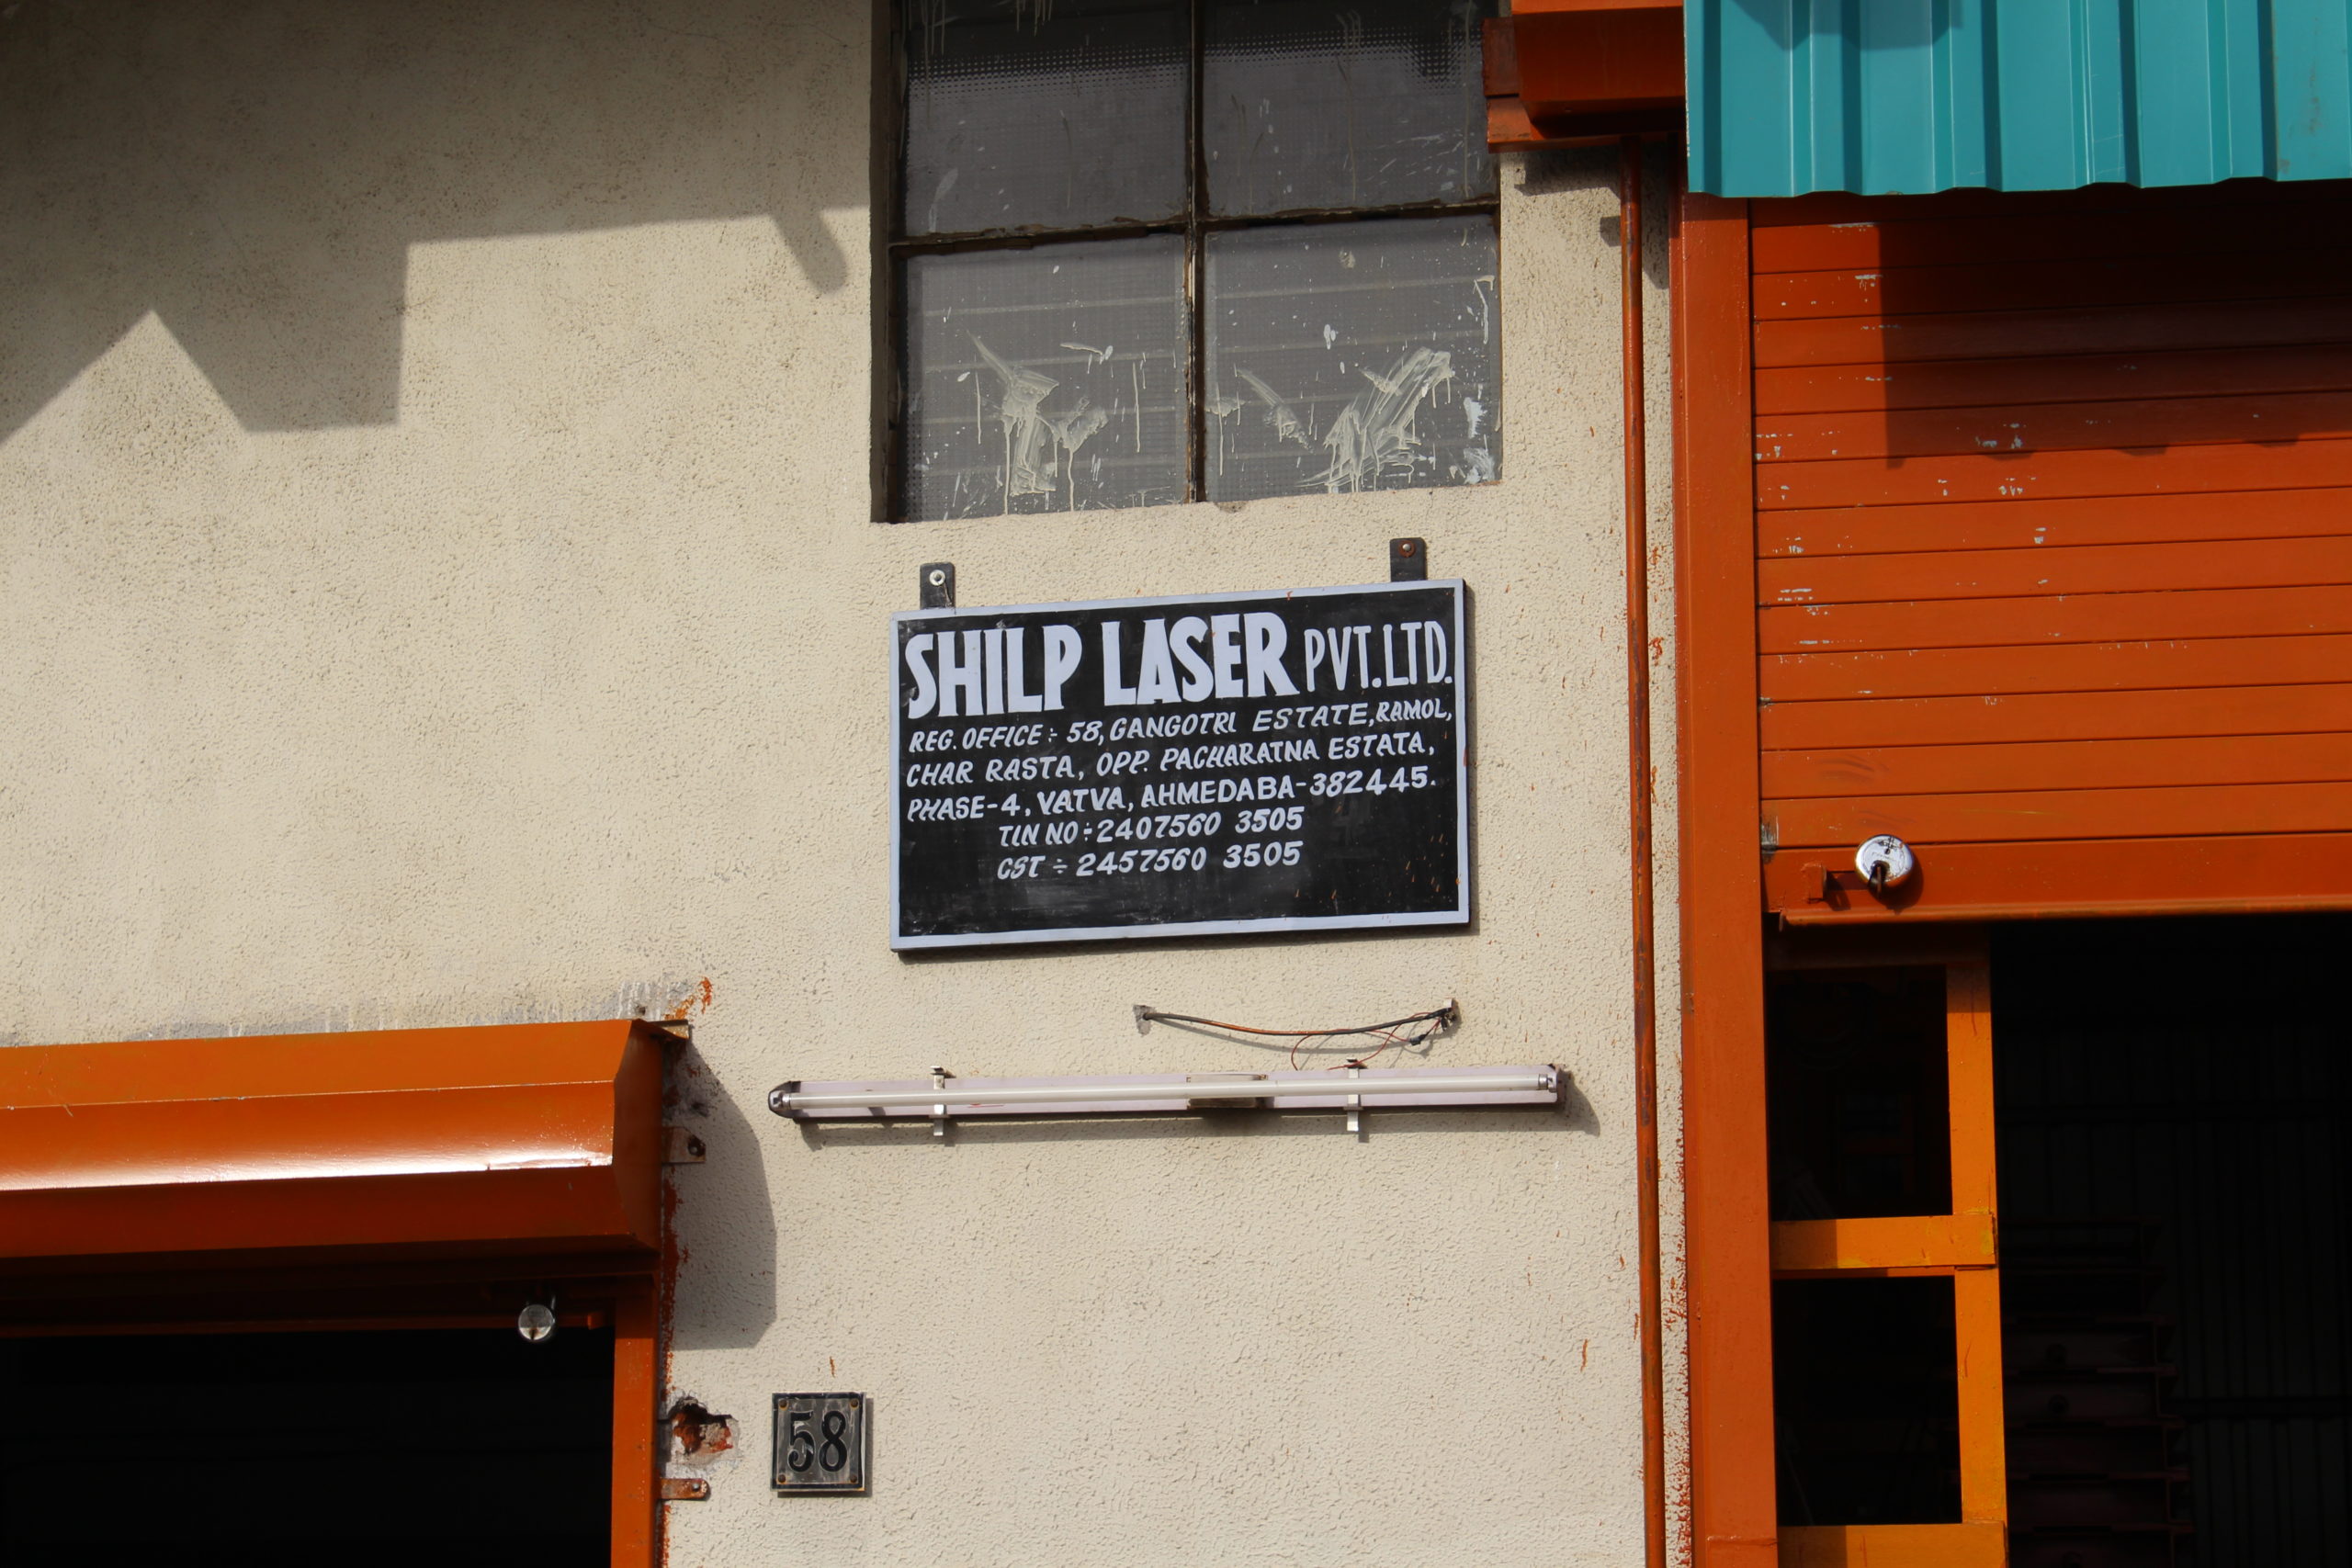 SHILP LASER PVT.LTD.
REG. OFFICE:- 58, GANGOTRI ESTATE, RAMOL,
CHAR RASTA, OPP. PACHARATNA ESTATA,
PHASE-4, VATVA, AHMEDABA-382445.
TIN NO:- 2407560 3505
CST :- 2457560 3505
58